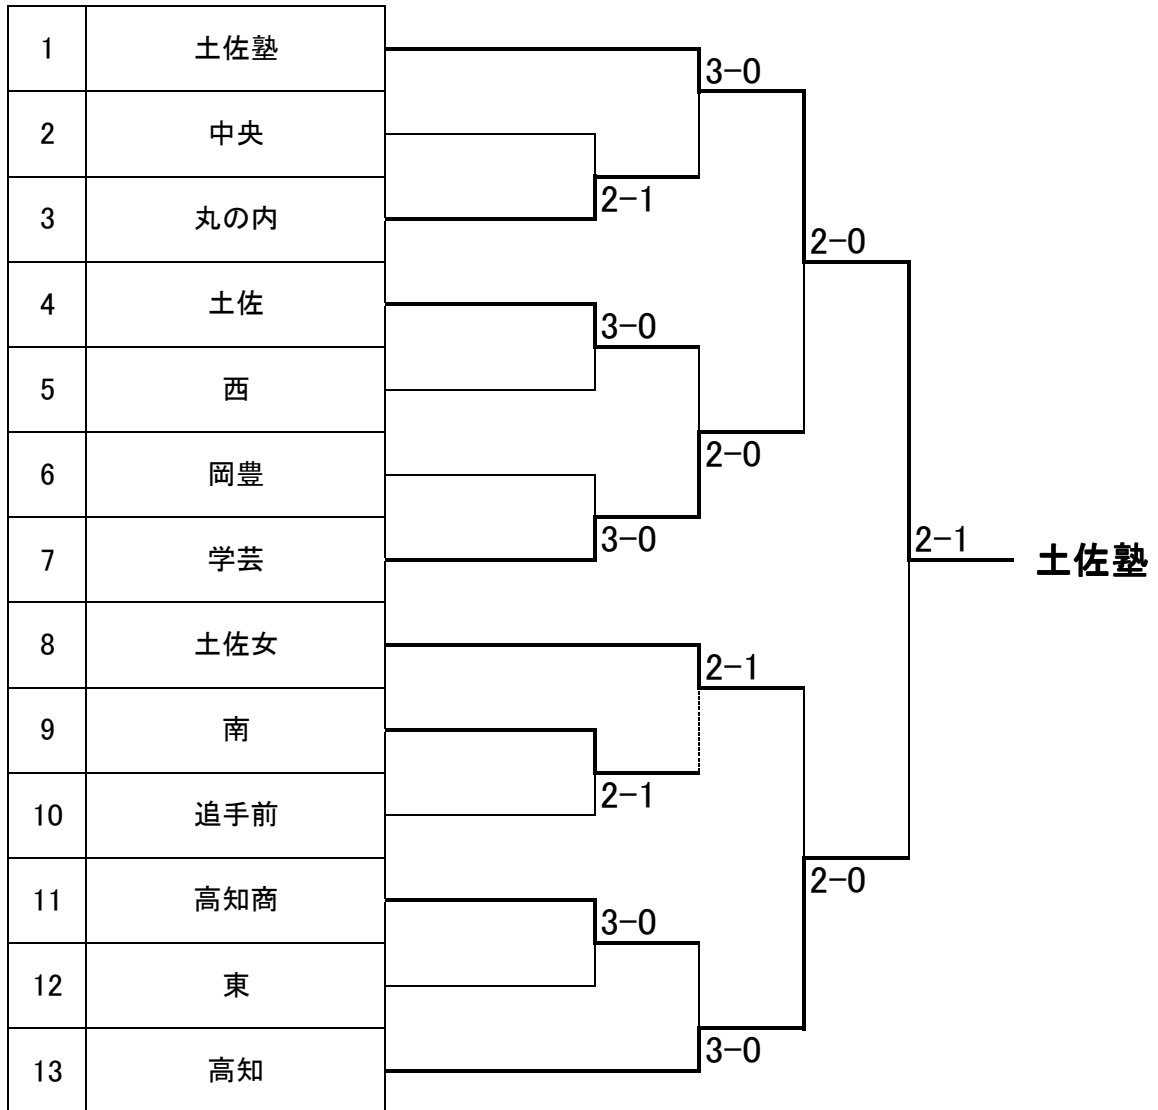 1 土佐塾
3-0
2 中央
2-1
3 丸の内
2-0
4 土佐
3-0
5 西
2-0
6 岡豊
3-0
7 学芸
2-1 土佐塾
8 土佐女
2-1
9 南
2-1
10 追手前
2-0
11 高知商
3-0
12 東
3-0
13 高知